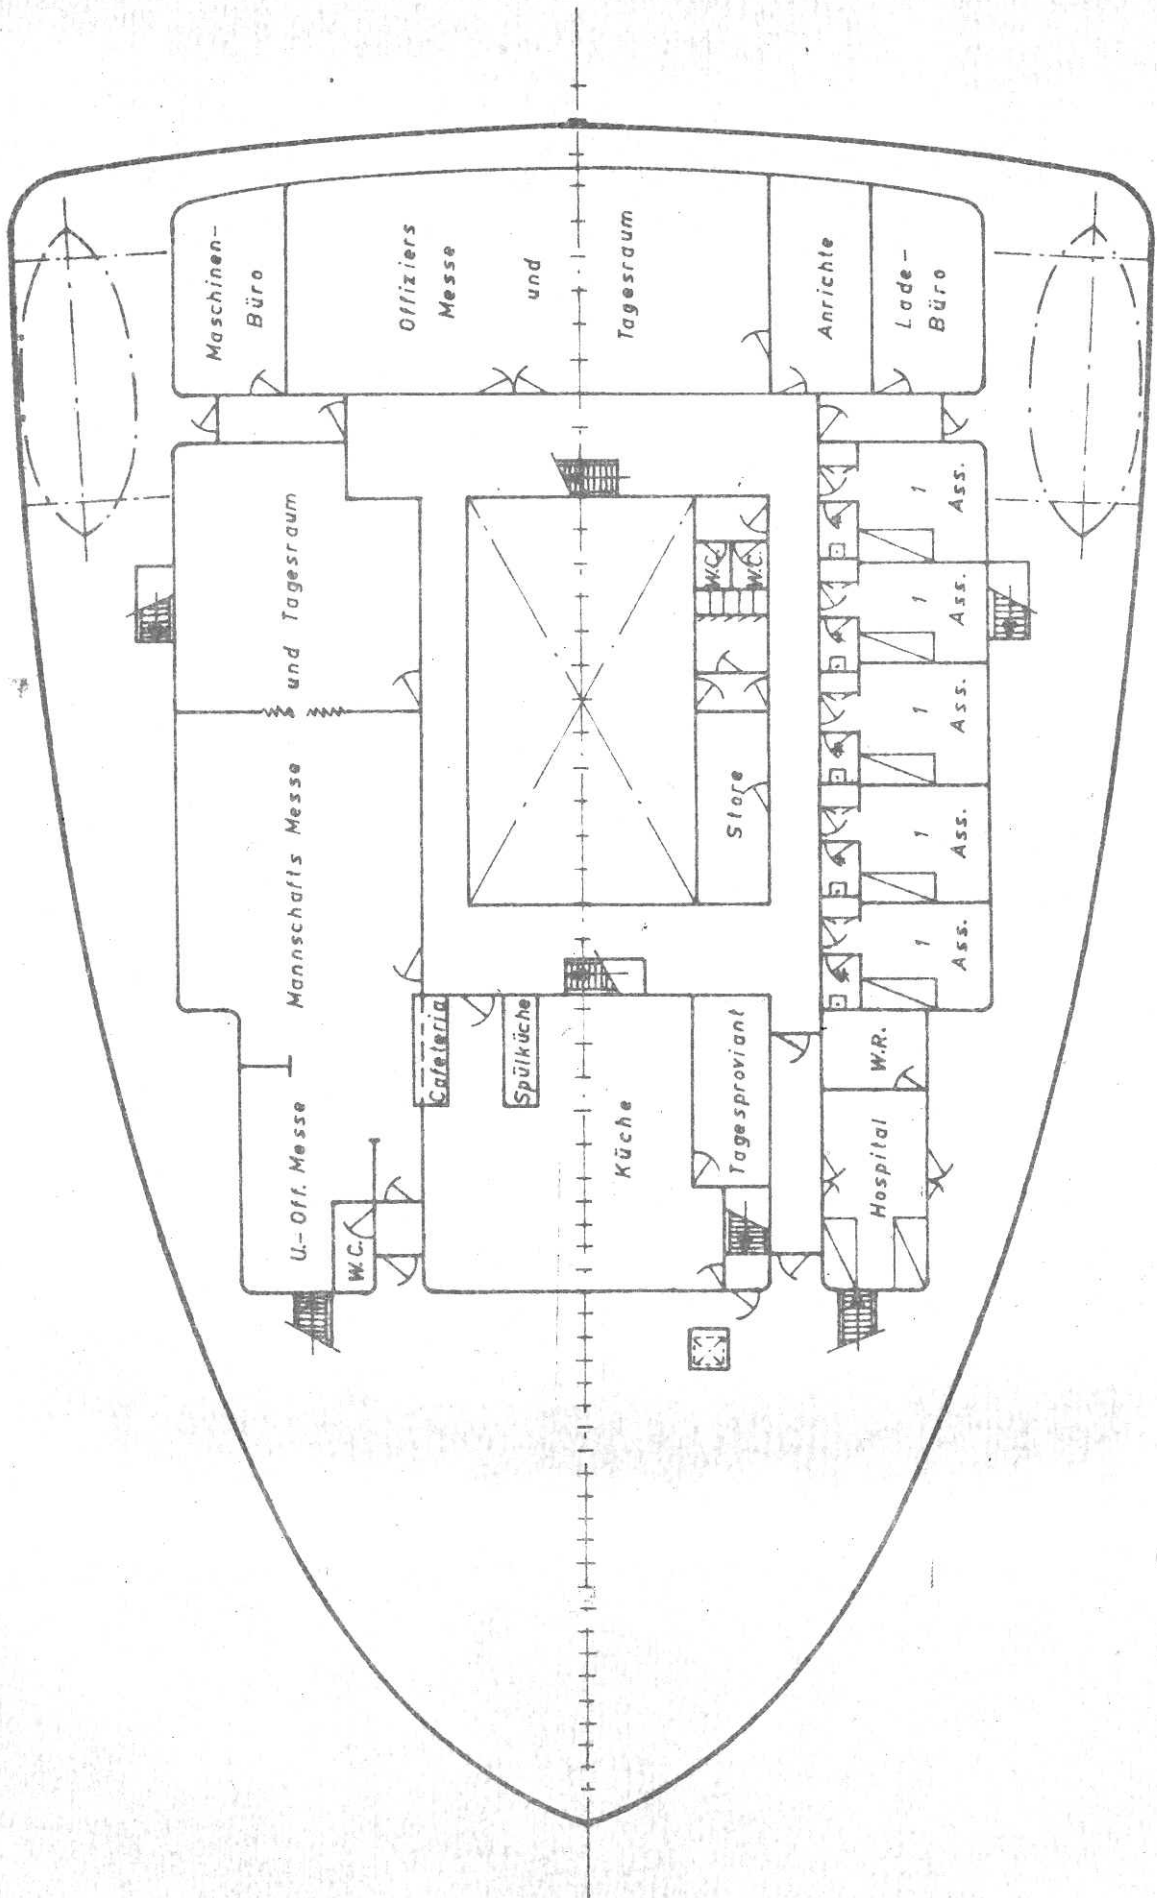 Maschinen-
Büro
Offiziers
Messe
und
Tagesraum
Anrichte
Lade-
Büro
Mannschafts Messe und Tagesraum
W.C.
W.C.
Store
1
Ass.
1
Ass.
1
Ass.
1
Ass.
1
Ass.
Cafeteria
Spülküche
Küche
Tagesproviant
W.R.
Hospital
U.-Off. Messe
W.C.